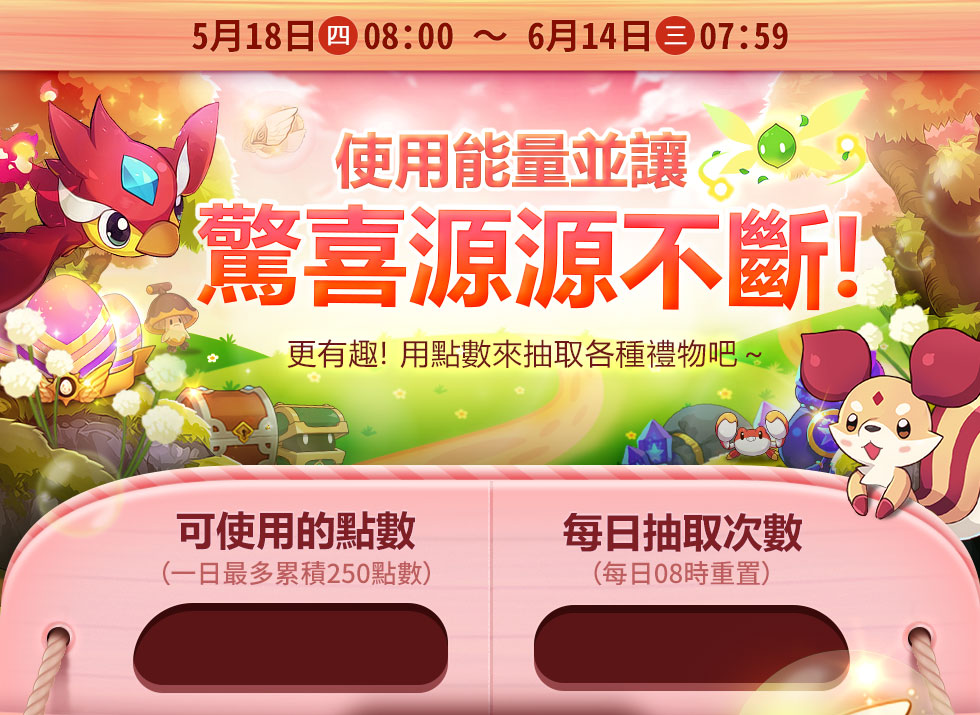 5月18日㊃08:00 ～ 6月14日㊂07:59
使用能量並讓
驚喜源源不斷!
更有趣! 用點數來抽取各種禮物吧~
可使用的點數
（一日最多累積250點數）
每日抽取次數
（每日08時重置）